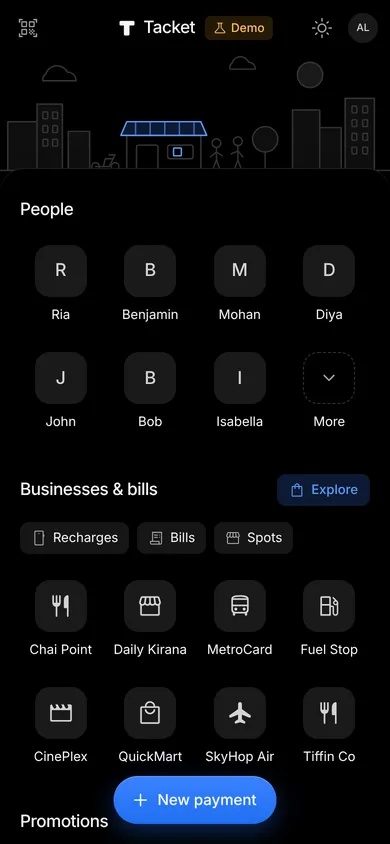 Tacket Demo AL
People
R B M D
Ria Benjamin Mohan Diya
J B I
John Bob Isabella More
Businesses & bills Explore
Recharges Bills Spots
Chai Point Daily Kirana MetroCard Fuel Stop
CinePlex QuickMart SkyHop Air Tiffin Co
+ New payment
Promotions